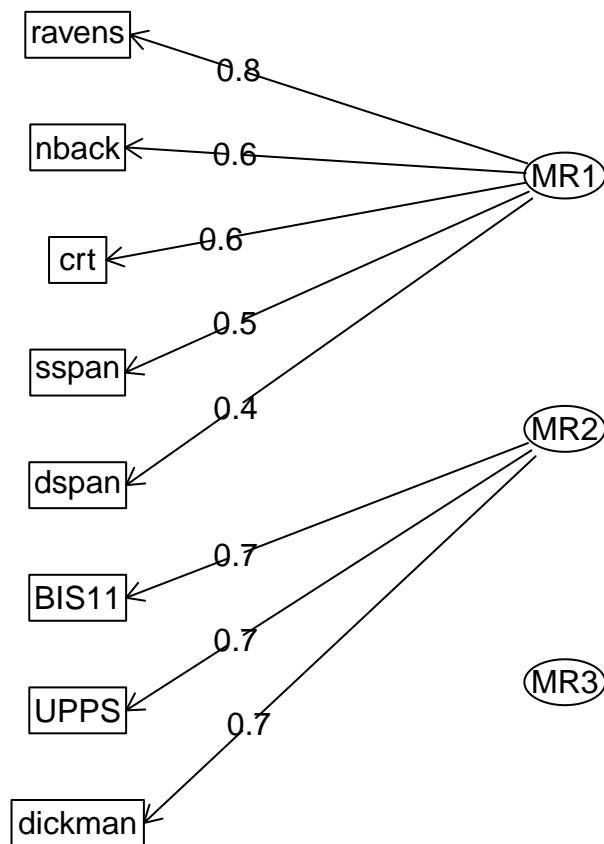 ravens
0.8
nback
0.6
MR1
0.6
crt
0.5
sspan
0.4
MR2
dspan
0.7
BIS11
0.7
MR3
UPPS
0.7
dickman